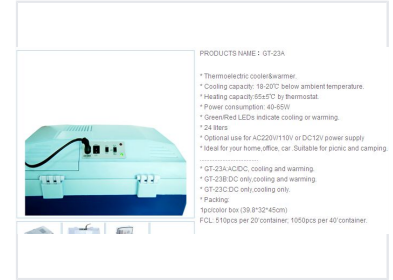 PRODUCTS NAME : GT-23A
* Thermoelectric cooler&warmer.
* Cooling capacity: 18-20℃ below ambient temperature.
* Heating capacity:65±5℃ by thermostat.
* Power consumption: 40-65W
* Green/Red LEDs indicate cooling or warming.
* 24 liters
* Optional use for AC220V/110V or DC12V power supply
* Ideal for your home,office, car .Suitable for picnic and camping.
..............................
* GT-23A:AC/DC, cooling and warming.
* GT-23B:DC only,cooling and warming.
* GT-23C:DC only,cooling only.
* Packing:
1pc/color box (39.8*32*45cm)
FCL: 510pcs per 20'container; 1050pcs per 40'container.